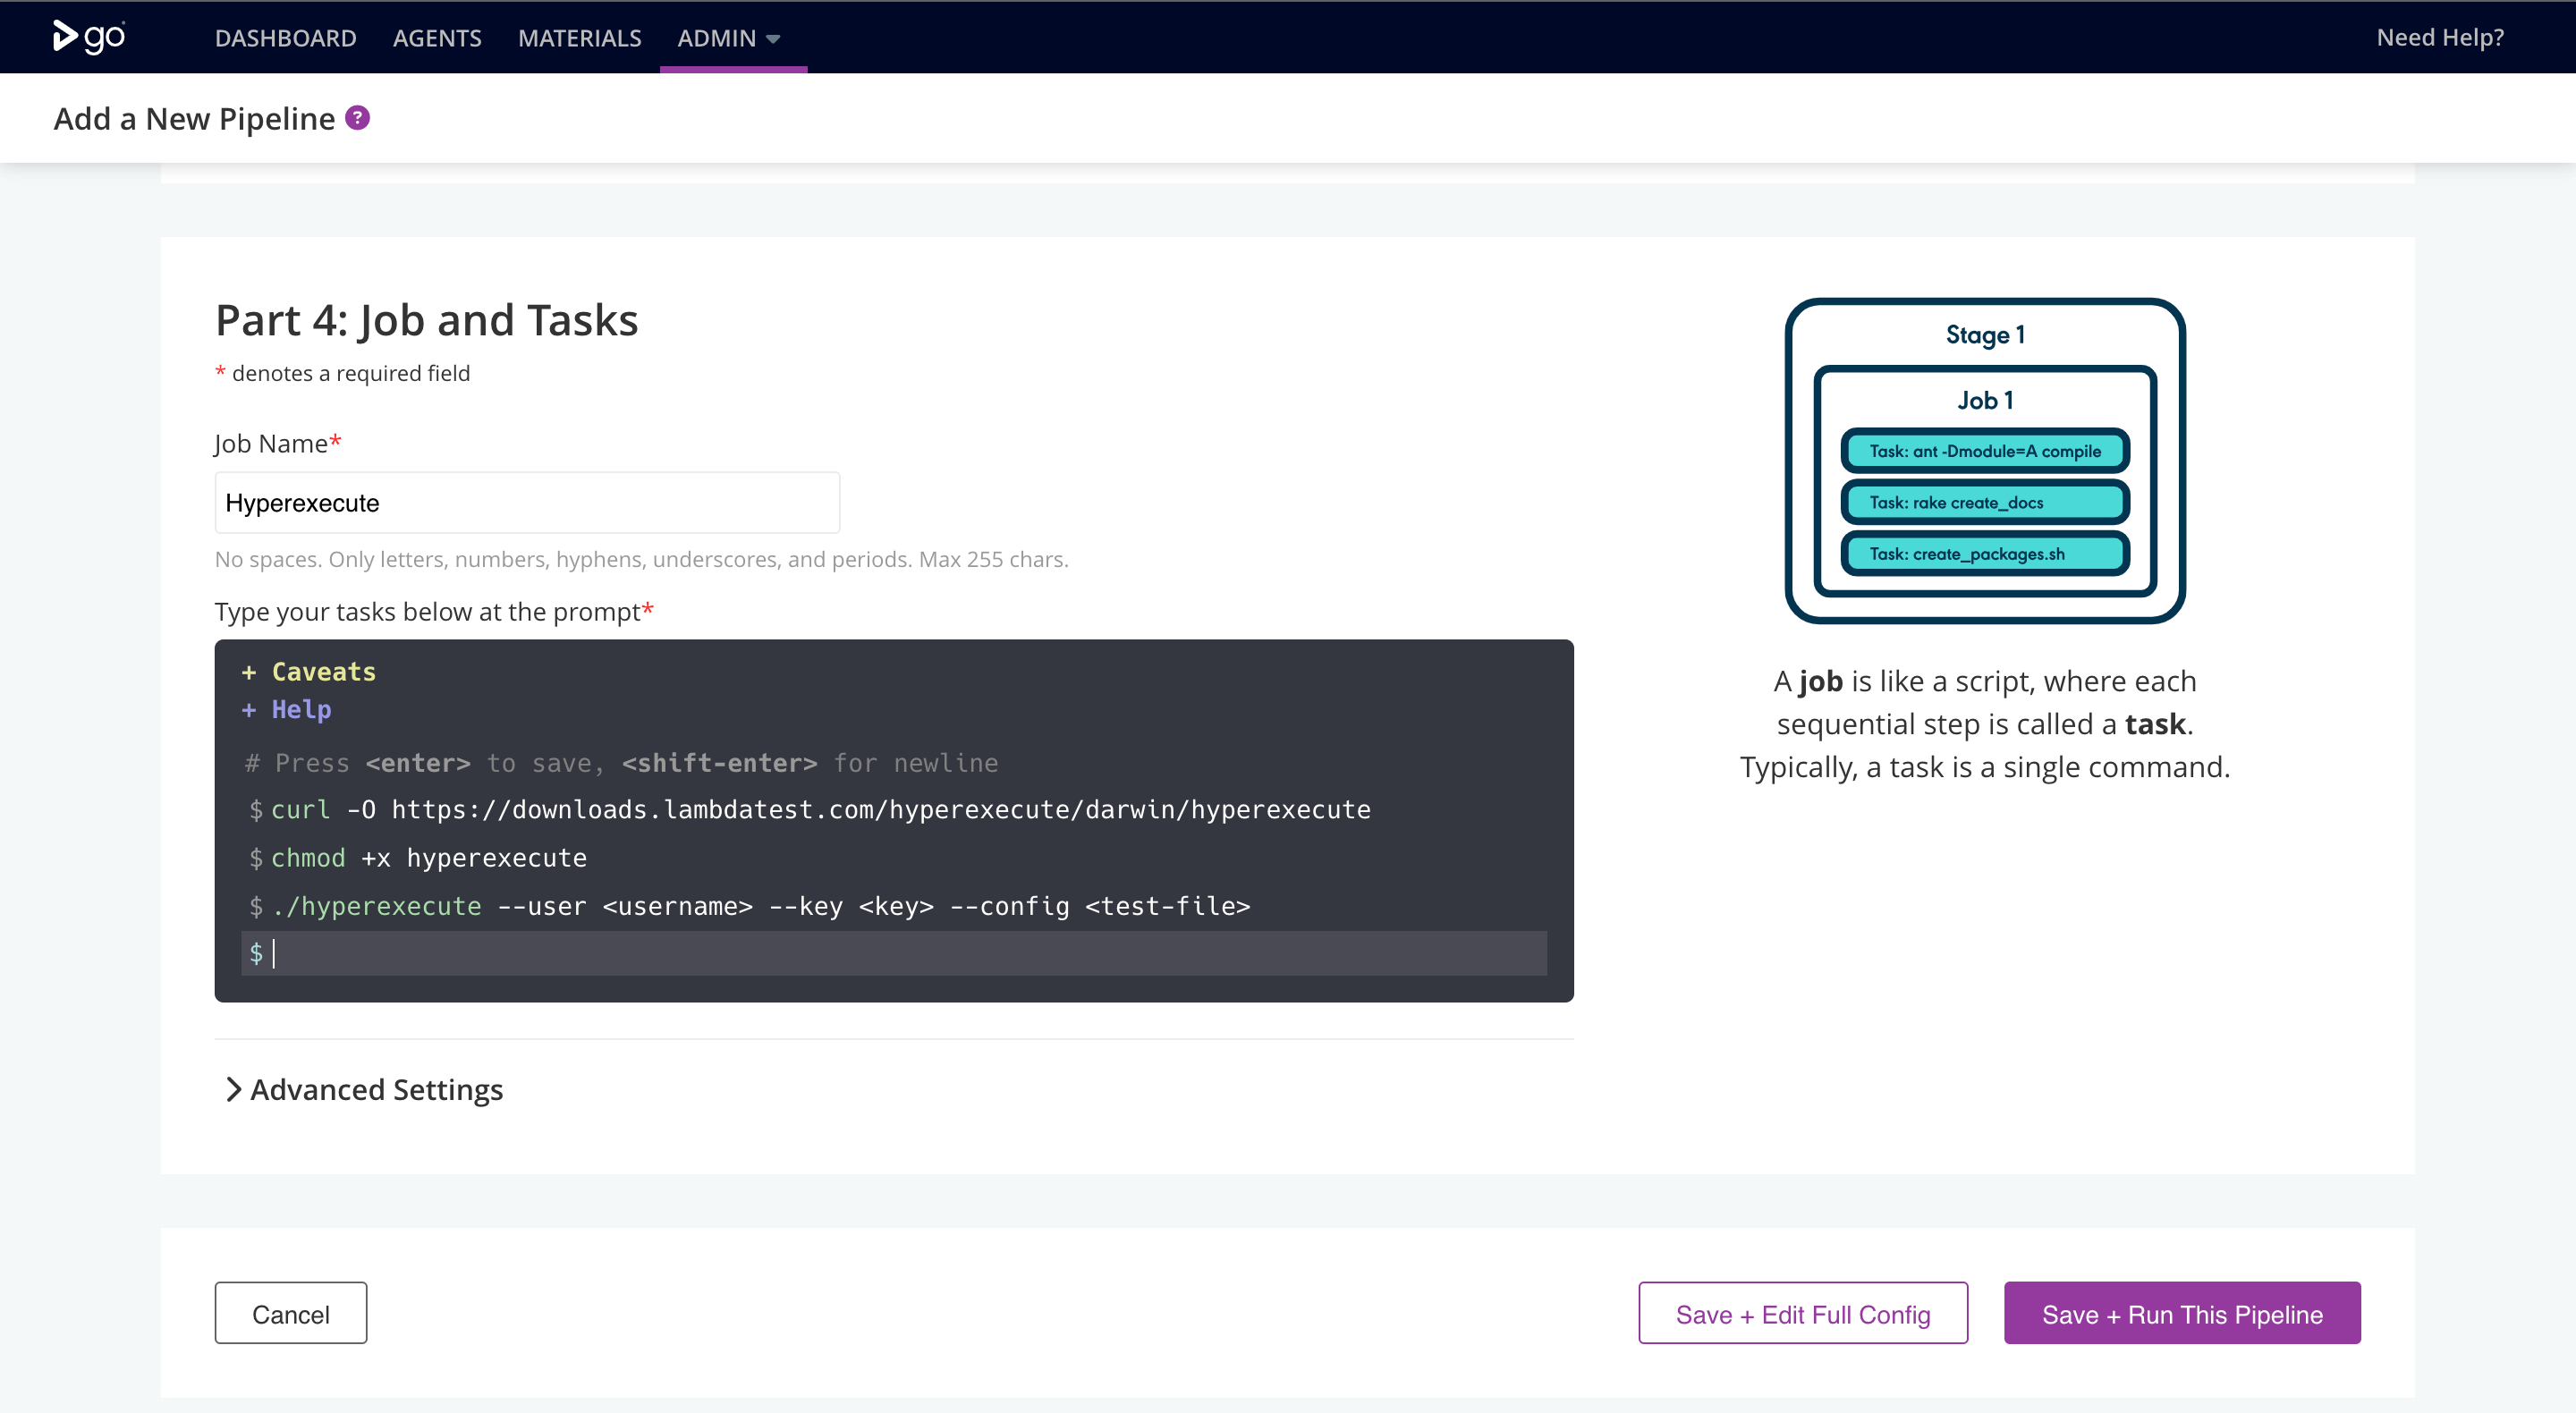 go
DASHBOARD AGENTS MATERIALS ADMIN Need Help?
Add a New Pipeline ?
Part 4: Job and Tasks
* denotes a required field
Job Name*
Hyperexecute
No spaces. Only letters, numbers, hyphens, underscores, and periods. Max 255 chars.
Type your tasks below at the prompt*
+ Caveats
+ Help
# Press <enter> to save, <shift-enter> for newline
$ curl -O https://downloads.lambdatest.com/hyperexecute/darwin/hyperexecute
$ chmod +x hyperexecute
$ ./hyperexecute --user <username> --key <key> --config <test-file>
$
Advanced Settings
Stage 1
Job 1
Task: ant -Dmodule=A compile
Task: rake create_docs
Task: create_packages.sh
A job is like a script, where each
sequential step is called a task.
Typically, a task is a single command.
Cancel
Save + Edit Full Config
Save + Run This Pipeline